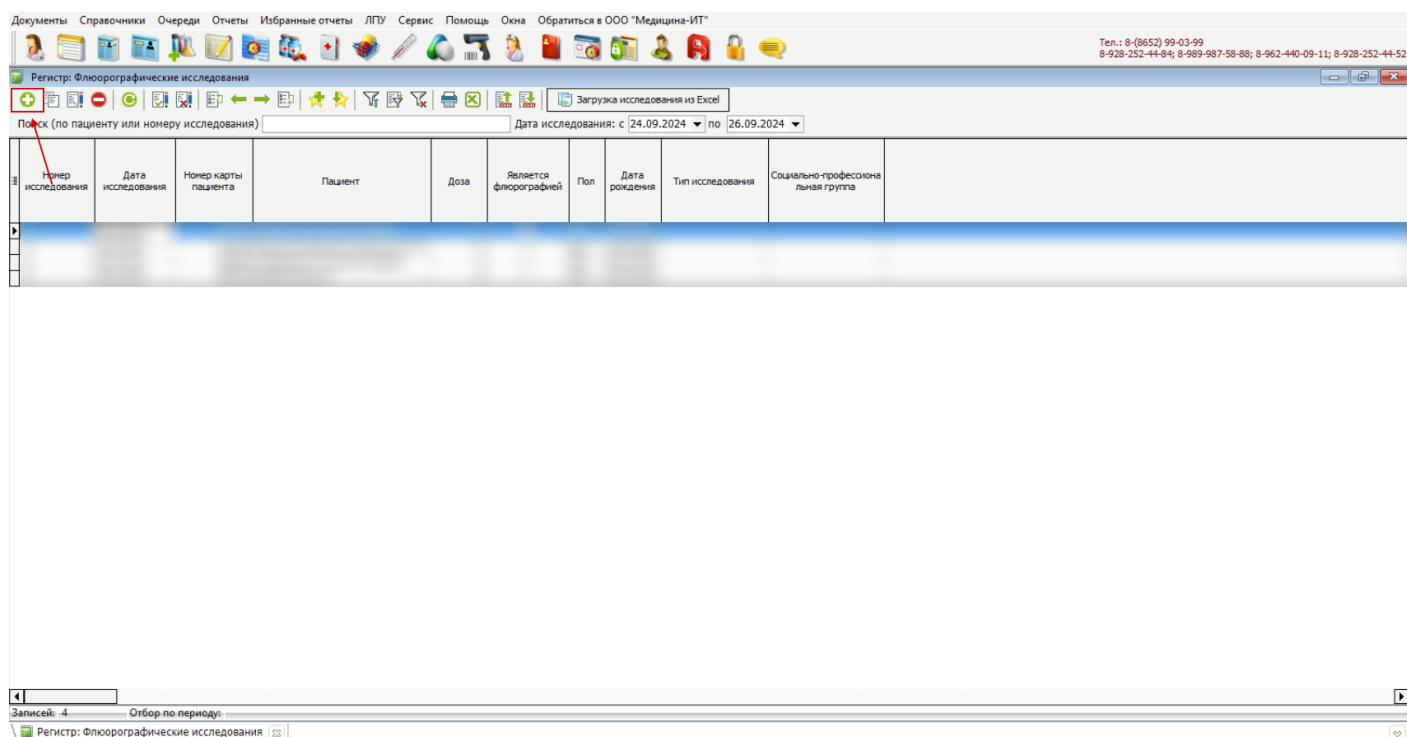 Документы Справочники Очереди Отчеты Избранные отчеты ЛПУ Сервис Помощь Окна Обратиться в ООО "Медицина-ИТ"
Тел.: 8-(8652) 99-03-99
8-928-252-44-84; 8-989-987-58-88; 8-962-440-09-11; 8-928-252-44-52
Регистр: Флюорографические исследования
Загрузка исследования из Excel
Поиск (по пациенту или номеру исследования) Дата исследования: с 24.09.2024 по 26.09.2024
Номер исследования
Дата исследования
Номер карты пациента
Пациент
Доза
Является флюрографией
Пол
Дата рождения
Тип исследования
Социально-профессиона
льная группа
Записей: 4 Отбор по периоду:
Регистр: Флюорографические исследования